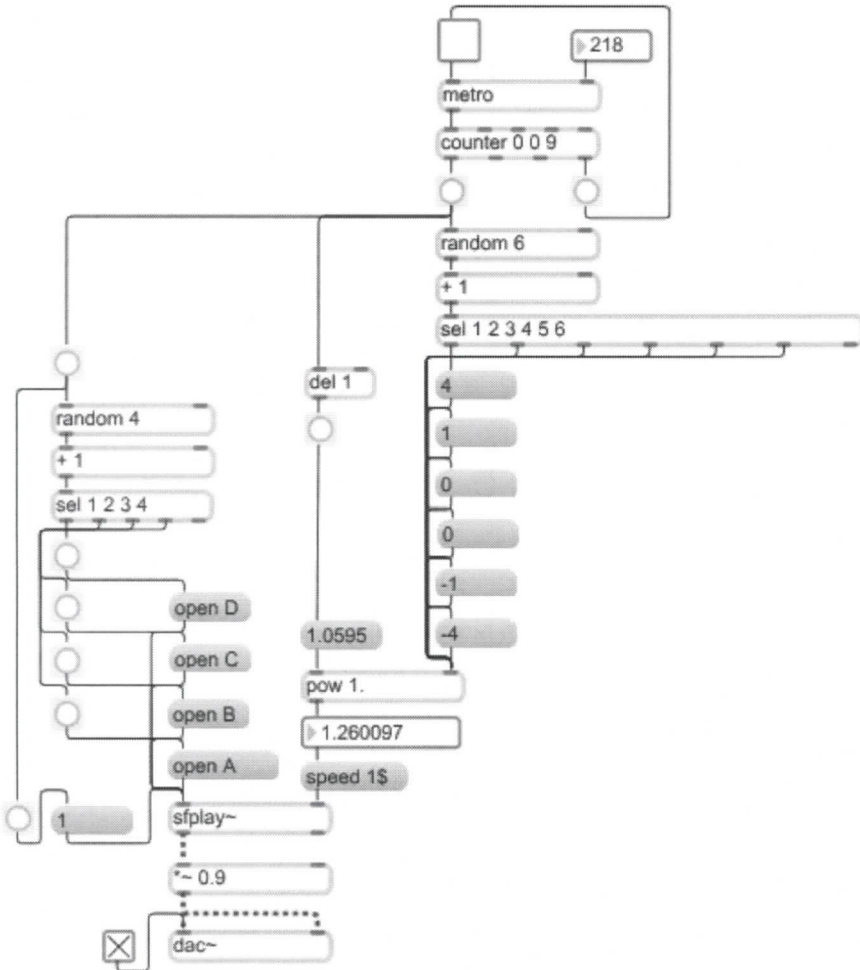 218
metro
counter 0 0 9
random 6
+ 1
sel 1 2 3 4 5 6
4
del 1
random 4
1
+ 1
0
sel 1 2 3 4
0
-1
open D
1.0595
-4
open C
pow 1.
open B
1.260097
open A
speed 1$
1
sfplay~
*~ 0.9
dac~